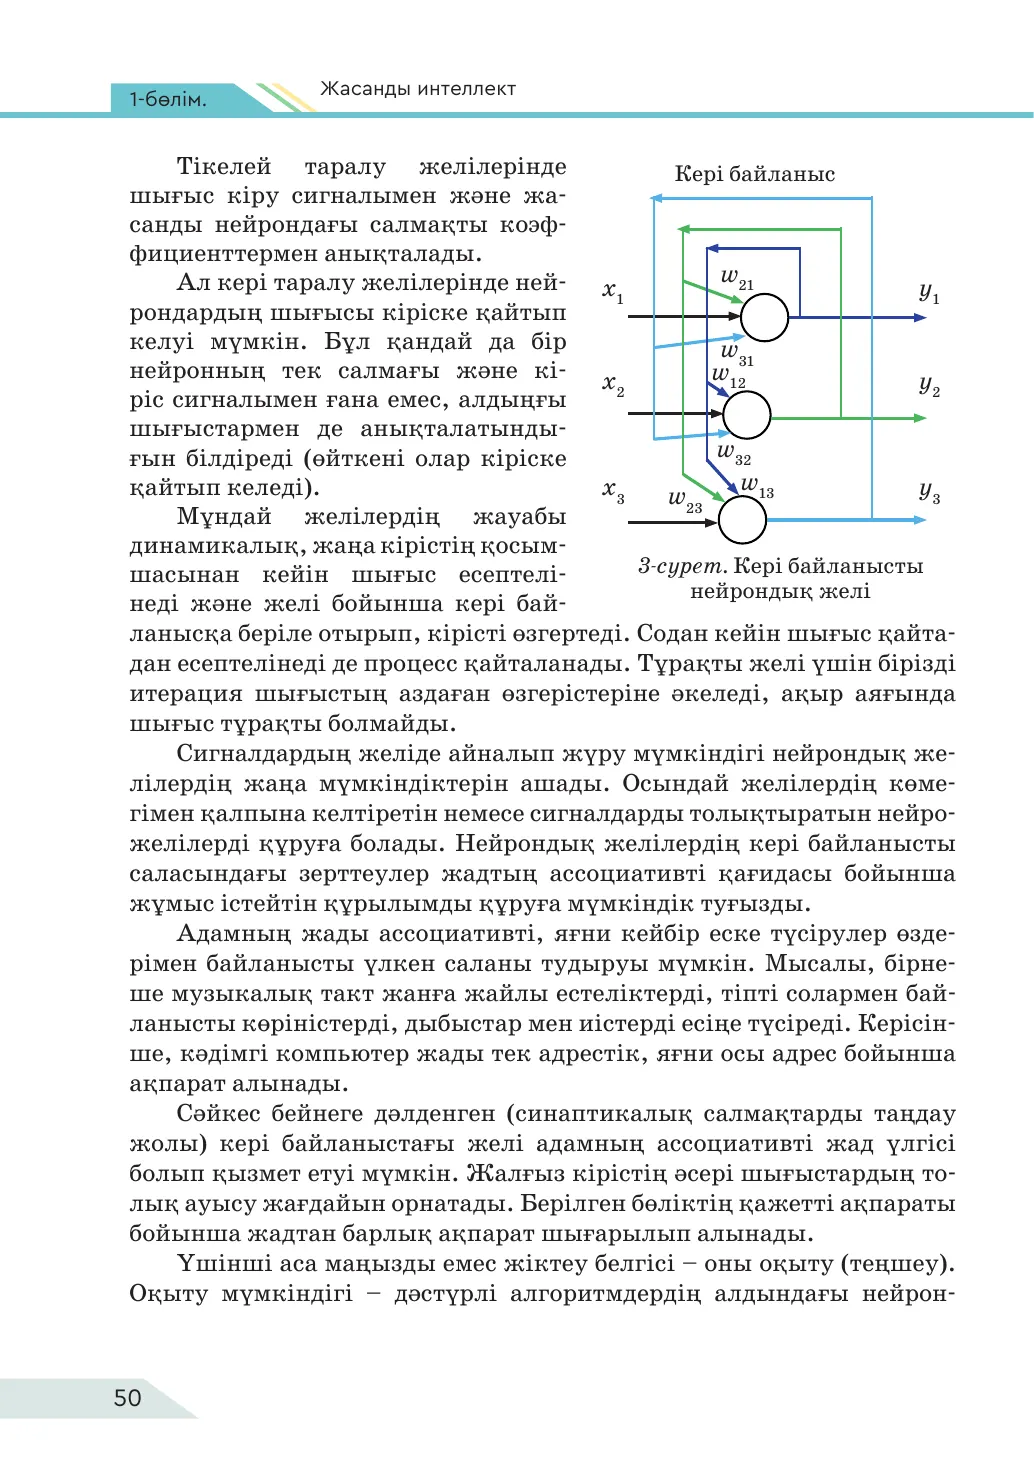 1-бөлім.
Жасанды интеллект
Тікелей таралу желілерінде
шығыс кіру сигналымен және жа-
санды нейрондағы салмақты коэф-
фициенттермен анықталады.
Ал кері таралу желілерінде ней-
рондардың шығысы кіріске қайтып
келуі мүмкін. Бұл қандай да бір
нейронның тек салмағы және кі-
ріс сигналымен ғана емес, алдыңғы
шығыстармен де анықталатынды-
ғын білдіреді (өйткені олар кіріске
қайтып келеді).
Мұндай желілердің жауабы
динамикалық, жаңа кірістің қосым-
шасынан кейін шығыс есептелі-
неді және желі бойынша кері бай-
Кері байланыс
w21
x1 y1
w31
w12
x2 y2
w32
w13
x3 w23 y3
3-сурет. Кері байланысты
нейрондық желі
ланысқа беріле отырып, кірісті өзгертеді. Содан кейін шығыс қайта-
дан есептелінеді де процесс қайталанады. Тұрақты желі үшін бірізді
итерация шығыстың аздаған өзгерістеріне әкеледі, ақыр аяғында
шығыс тұрақты болмайды.
Сигналдардың желіде айналып жүру мүмкіндігі нейрондық же-
лілердің жаңа мүмкіндіктерін ашады. Осындай желілердің көме-
гімен қалпына келтіретін немесе сигналдарды толықтыратын нейро-
желілерді құруға болады. Нейрондық желілердің кері байланысты
саласындағы зерттеулер жадтың ассоциативті қағидасы бойынша
жұмыс істейтін құрылымды құруға мүмкіндік туғызды.
Адамның жады ассоциативті, яғни кейбір еске түсірулер өзде-
рімен байланысты үлкен саланы тудыруы мүмкін. Мысалы, бірне-
ше музыкалық такт жанға жайлы естеліктерді, тіпті солармен бай-
ланысты көріністерді, дыбыстар мен иістерді есіңе түсіреді. Керісін-
ше, кәдімгі компьютер жады тек адрестік, яғни осы адрес бойынша
ақпарат алынады.
Сәйкес бейнеге дәлденген (синаптикалық салмақтарды таңдау
жолы) кері байланыстағы желі адамның ассоциативті жад үлгісі
болып қызмет етуі мүмкін. Жалғыз кірістің әсері шығыстардың то-
лық ауысу жағдайын орнатады. Берілген бөліктің қажетті ақпараты
бойынша жадтан барлық ақпарат шығарылып алынады.
Үшінші аса маңызды емес жіктеу белгісі – оны оқыту (теңшеу).
Оқыту мүмкіндігі – дәстүрлі алгоритмдердің алдындағы нейрон-
50